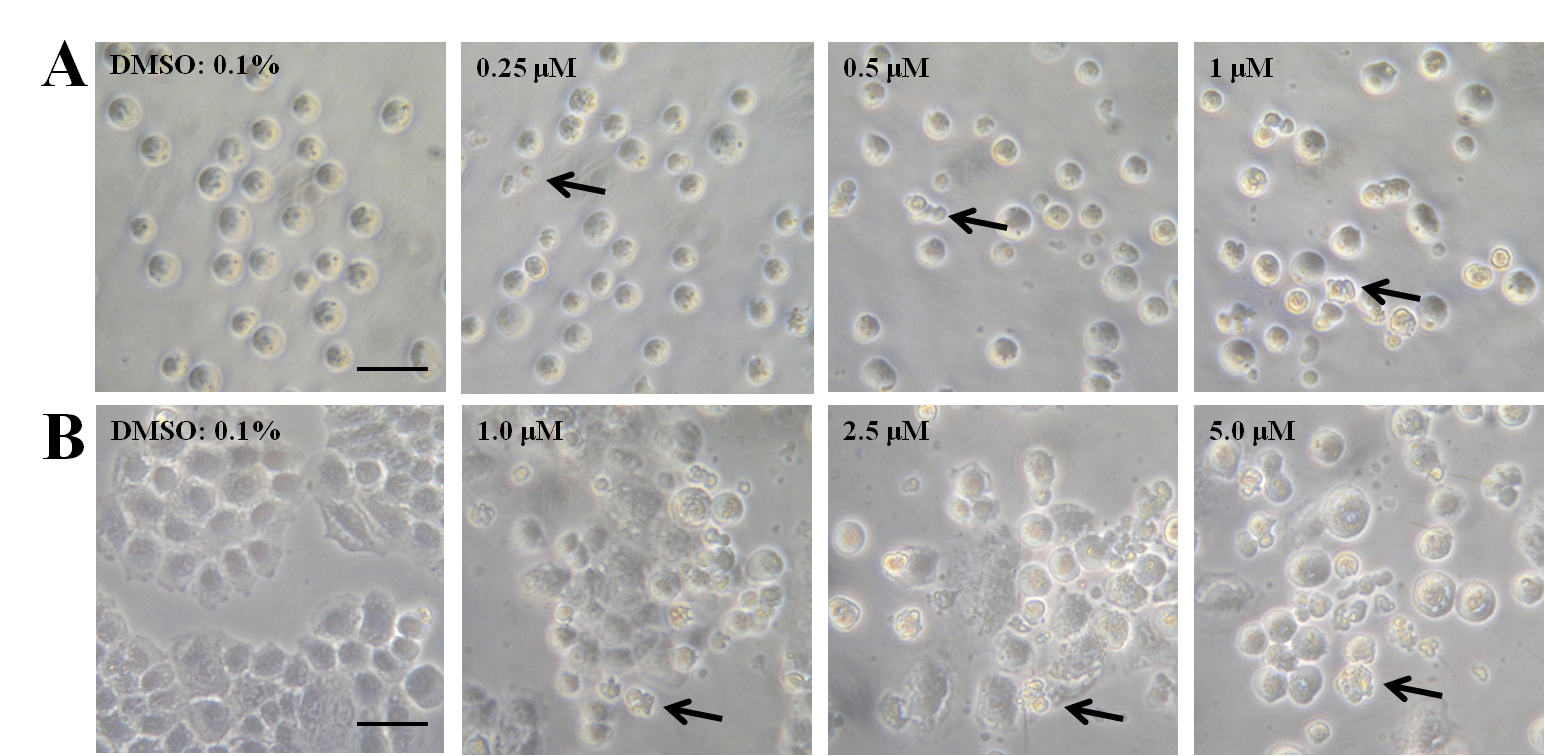 A
DMSO: 0.1%
0.25 µM
0.5 µM
1 µM
B
DMSO: 0.1%
1.0 µM
2.5 µM
5.0 µM